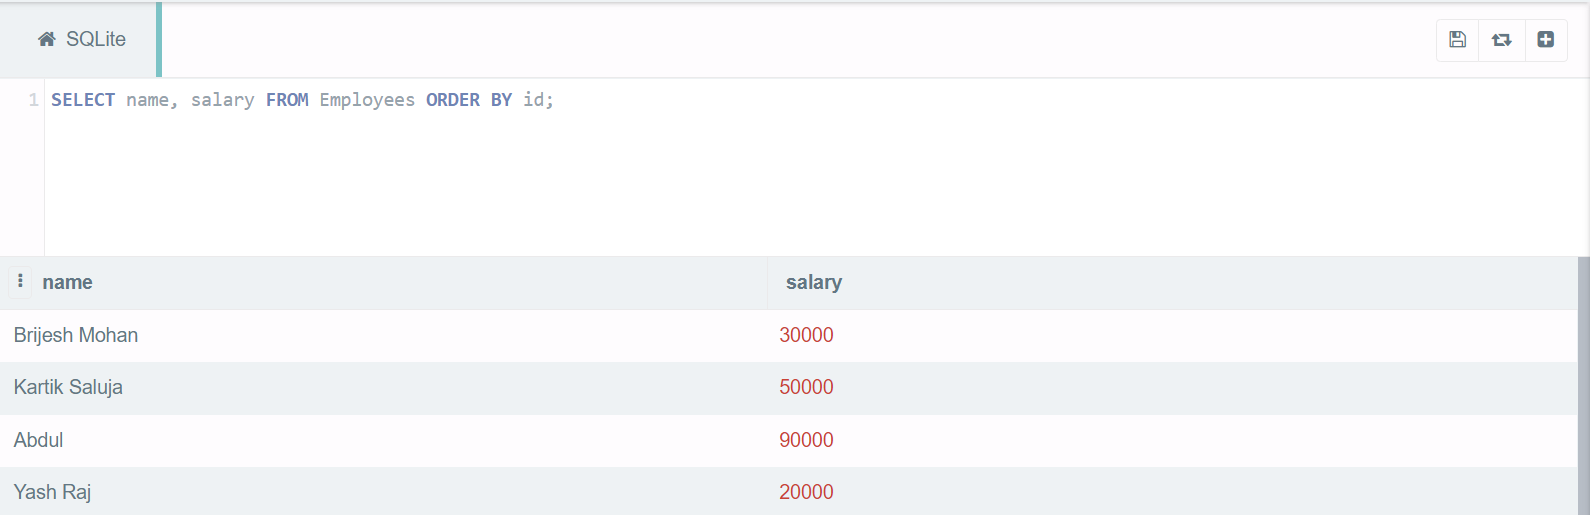 SQLite
1 SELECT name, salary FROM Employees ORDER BY id;
name salary
Brijesh Mohan 30000
Kartik Saluja 50000
Abdul 90000
Yash Raj 20000